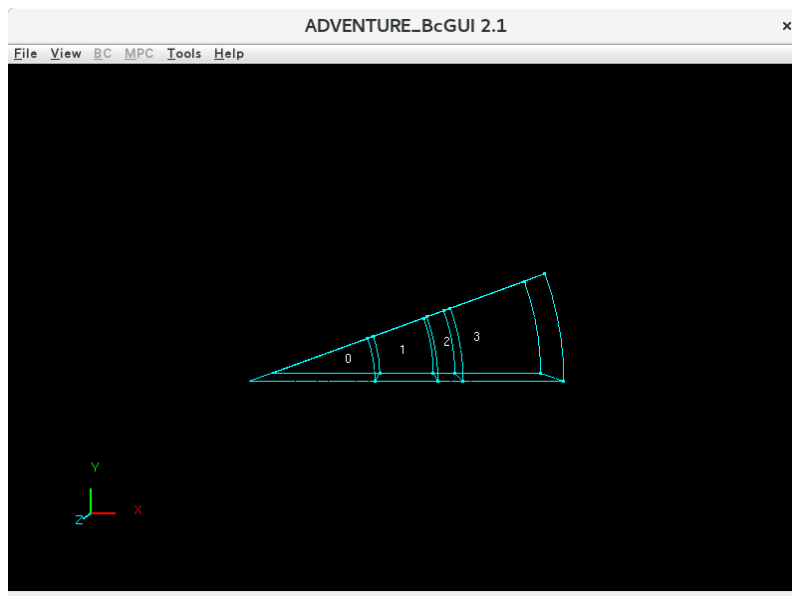 ADVENTURE_BcGUI 2.1 ×
File View BC MPC Tools Help
0 1 2 3
Y
X
Z